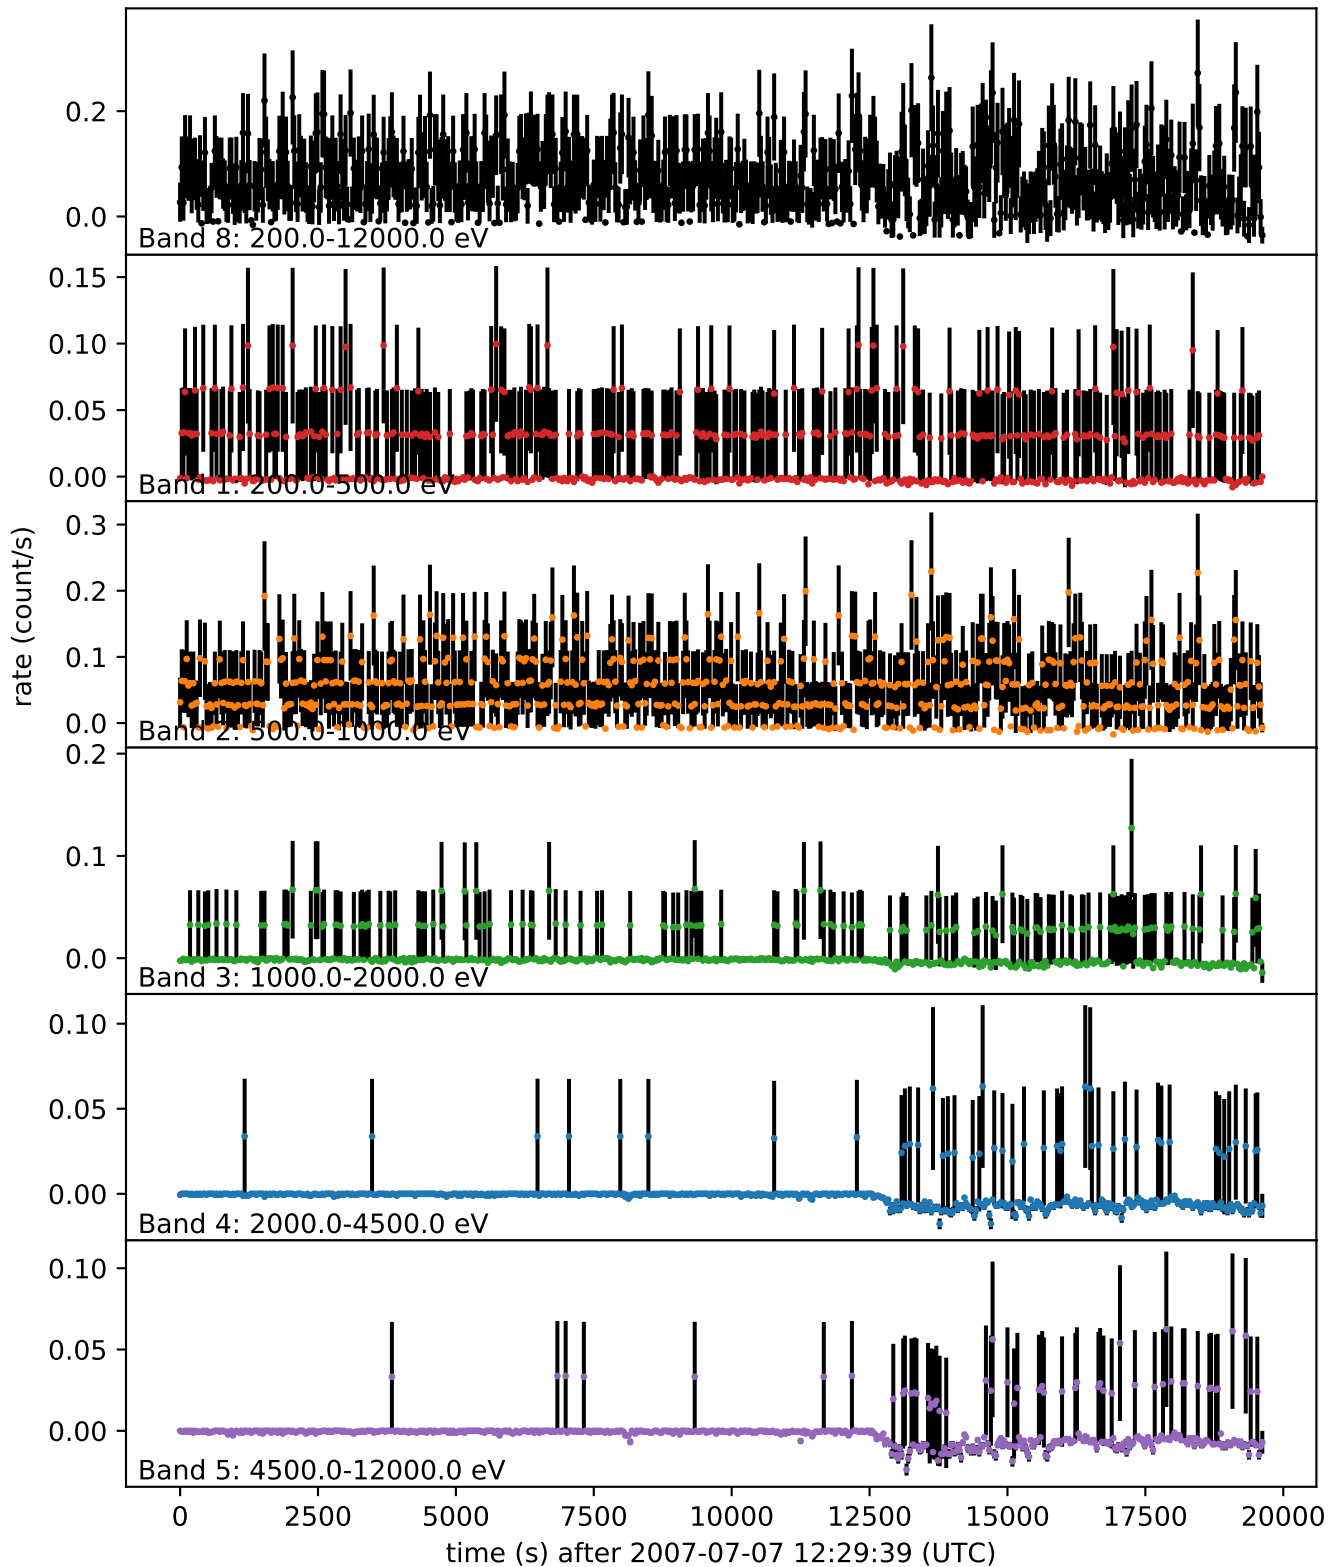 0.2
0.0
Band 8: 200.0-12000.0 eV
0.15
0.10
0.05
0.00
Band 1: 200.0-500.0 eV
rate (count/s)
0.3
0.2
0.1
0.0
Band 2: 500.0-1000.0 eV
0.2
0.1
0.0
Band 3: 1000.0-2000.0 eV
0.10
0.05
0.00
Band 4: 2000.0-4500.0 eV
0.10
0.05
0.00
Band 5: 4500.0-12000.0 eV
0 2500 5000 7500 10000 12500 15000 17500 20000
time (s) after 2007-07-07 12:29:39 (UTC)